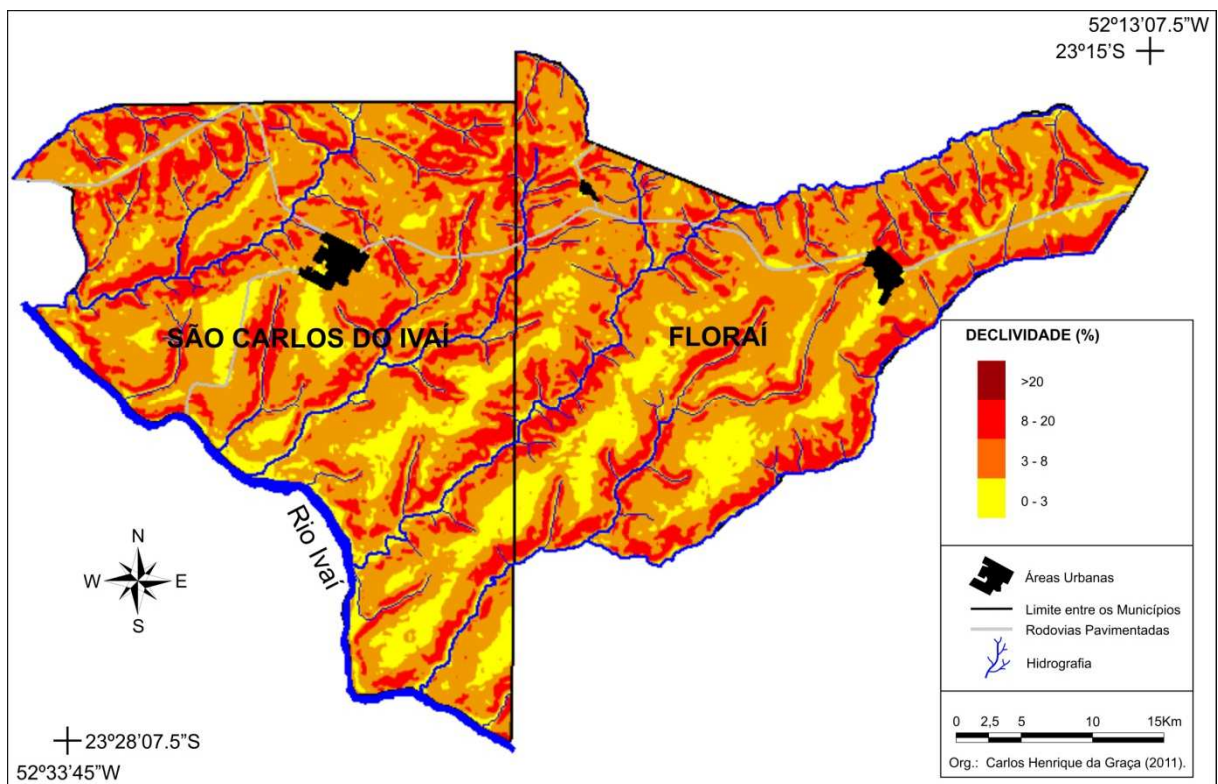 52º13'07.5"W
23º15'S
SÃO CARLOS DO IVAÍ
FLORAÍ
Rio Ivaí
N
W
E
S
23º28'07.5"S
52º33'45"W
DECLIVIDADE (%)
>20
8 - 20
3 - 8
0 - 3
Áreas Urbanas
Limite entre os Municípios
Rodovias Pavimentadas
Hidrografia
0 2,5 5 10 15Km
Org.: Carlos Henrique da Graça (2011).